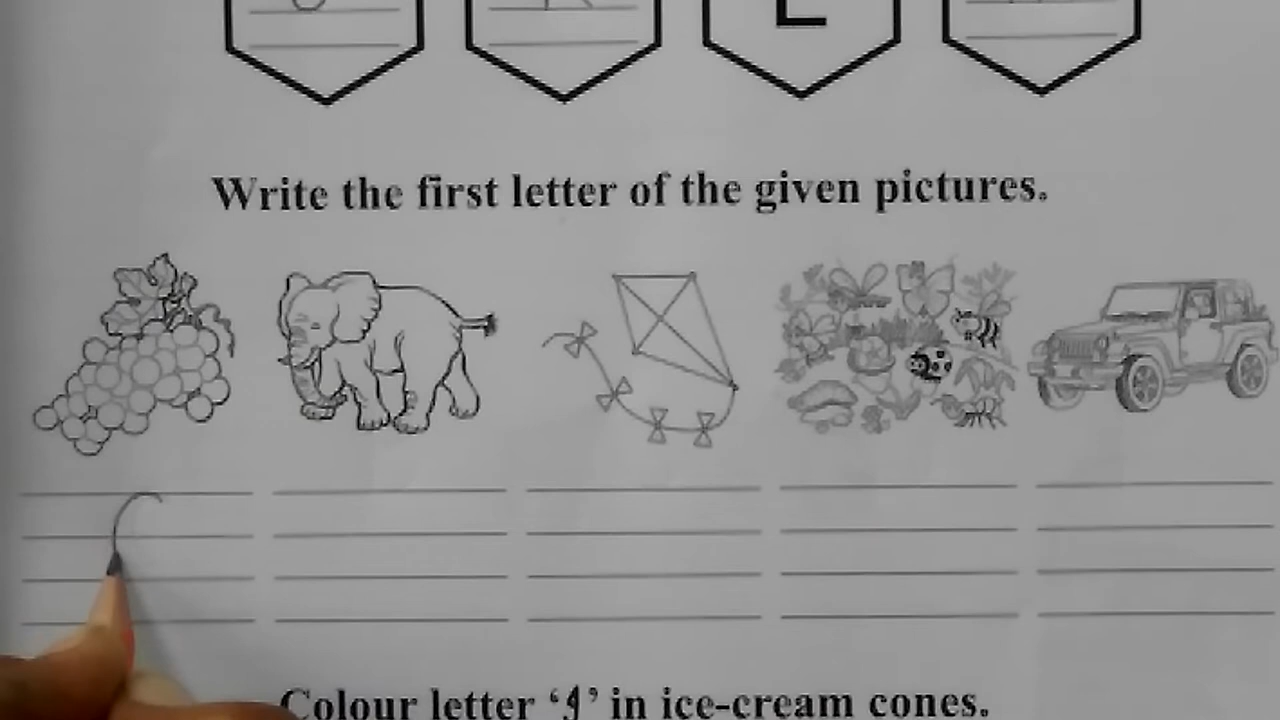 L
Write the first letter of the given pictures.
Colour letter ‘I’ in ice-cream cones.